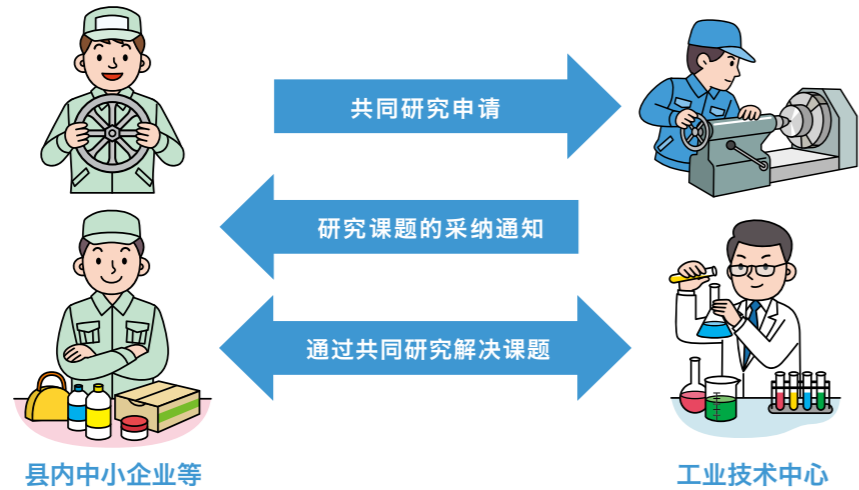 共同研究申请
研究课题的采纳通知
通过共同研究解决课题
县内中小企业等
工业技术中心